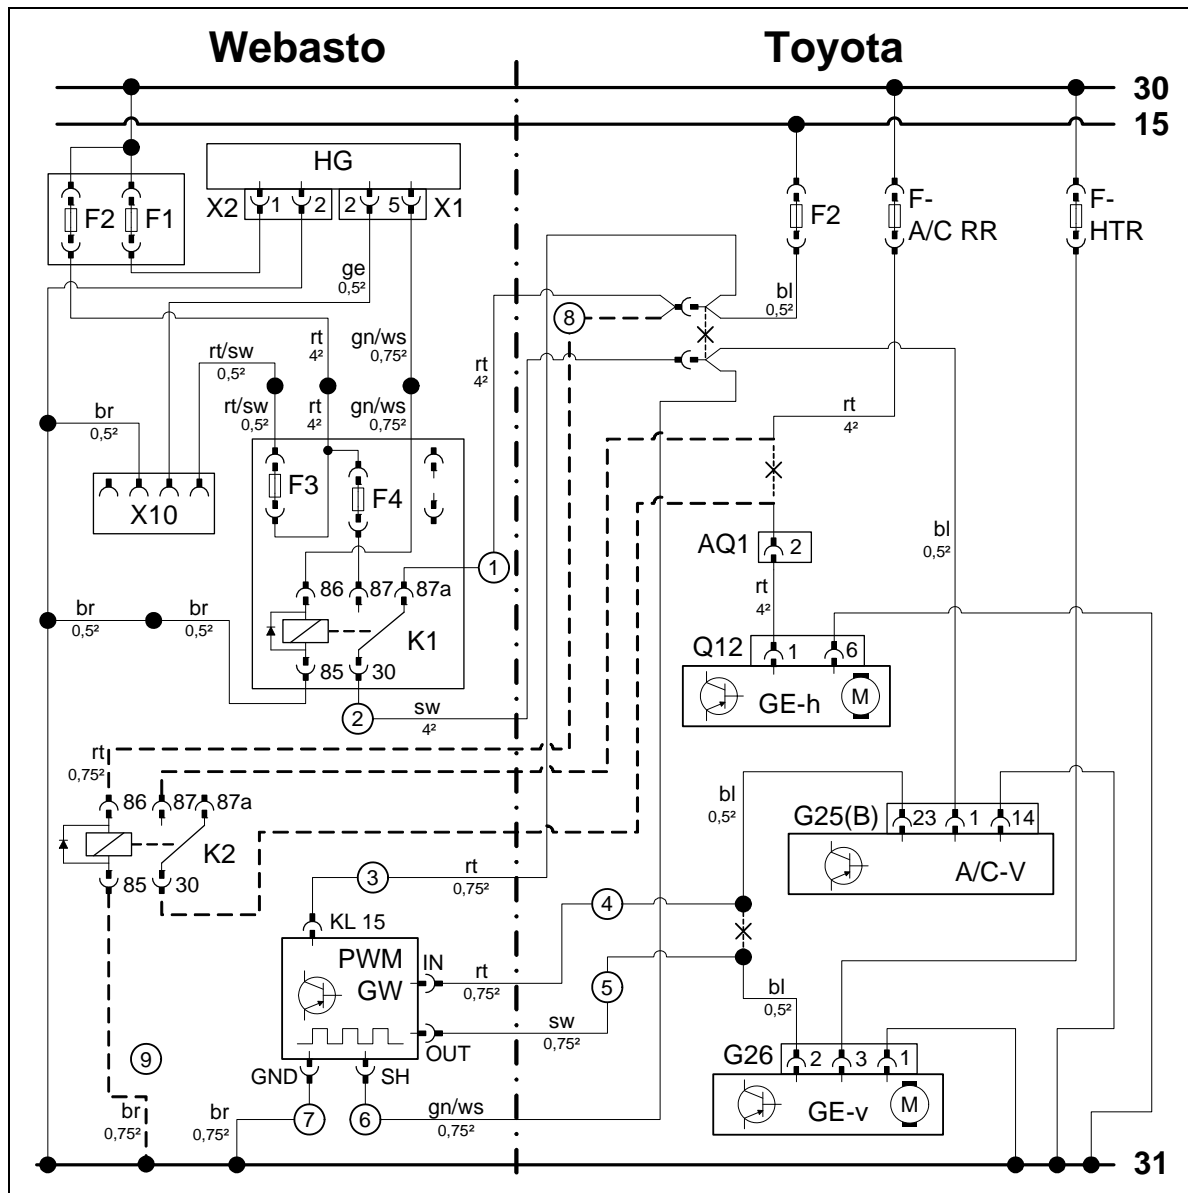 Webasto
Toyota
30
15
HG
X2
1
2
2
5
X1
F2
F1
F2
F-
A/C RR
F-
HTR
ge
0,5²
bl
0,5²
8
rt
4²
gn/ws
0,75²
rt
4²
rt/sw
0,5²
rt/sw
0,5²
rt
4²
gn/ws
0,75²
rt
4²
br
0,5²
X10
F3
F4
AQ1
2
bl
0,5²
1
86
87
87a
rt
4²
br
0,5²
br
0,5²
K1
85
30
Q12
1
6
GE-h
M
2
sw
4²
rt
0,75²
86
87
87a
K2
85
30
bl
0,5²
G25(B)
23
1
14
A/C-V
3
rt
0,75²
4
KL 15
PWM
GW
IN
rt
0,75²
5
bl
0,5²
sw
0,75²
OUT
9
GND
SH
G26
2
3
1
GE-v
M
br
0,75²
br
0,75²
7
6
gn/ws
0,75²
31